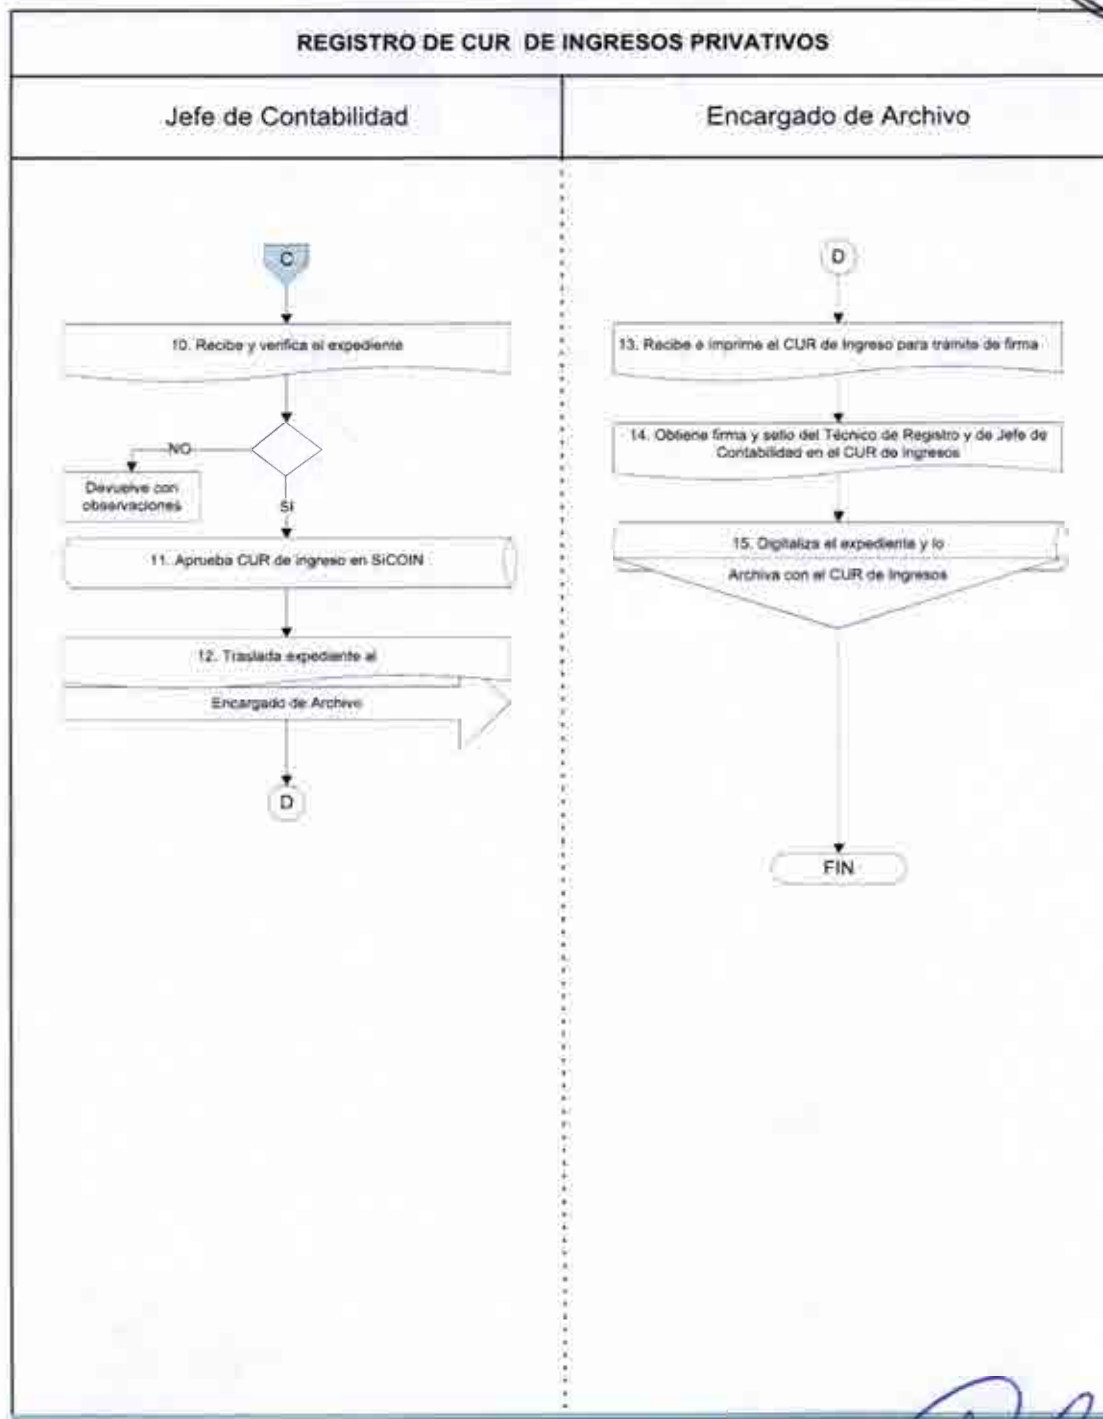 REGISTRO DE CUR DE INGRESOS PRIVATIVOS
Jefe de Contabilidad
Encargado de Archivo
C
10. Recibe y verifica el expediente
NO
Devuelve con
observaciones
SI
11. Aprueba CUR de ingreso en SICOIN
12. Traslada expediente al
Encargado de Archivo
D
D
13. Recibe e imprime el CUR de Ingreso para trámite de firma
14. Obtiene firma y sello del Técnico de Registro y de Jefe de
Contabilidad en el CUR de Ingresos
15. Digitaliza el expediente y lo
Archiva con el CUR de Ingresos
FIN